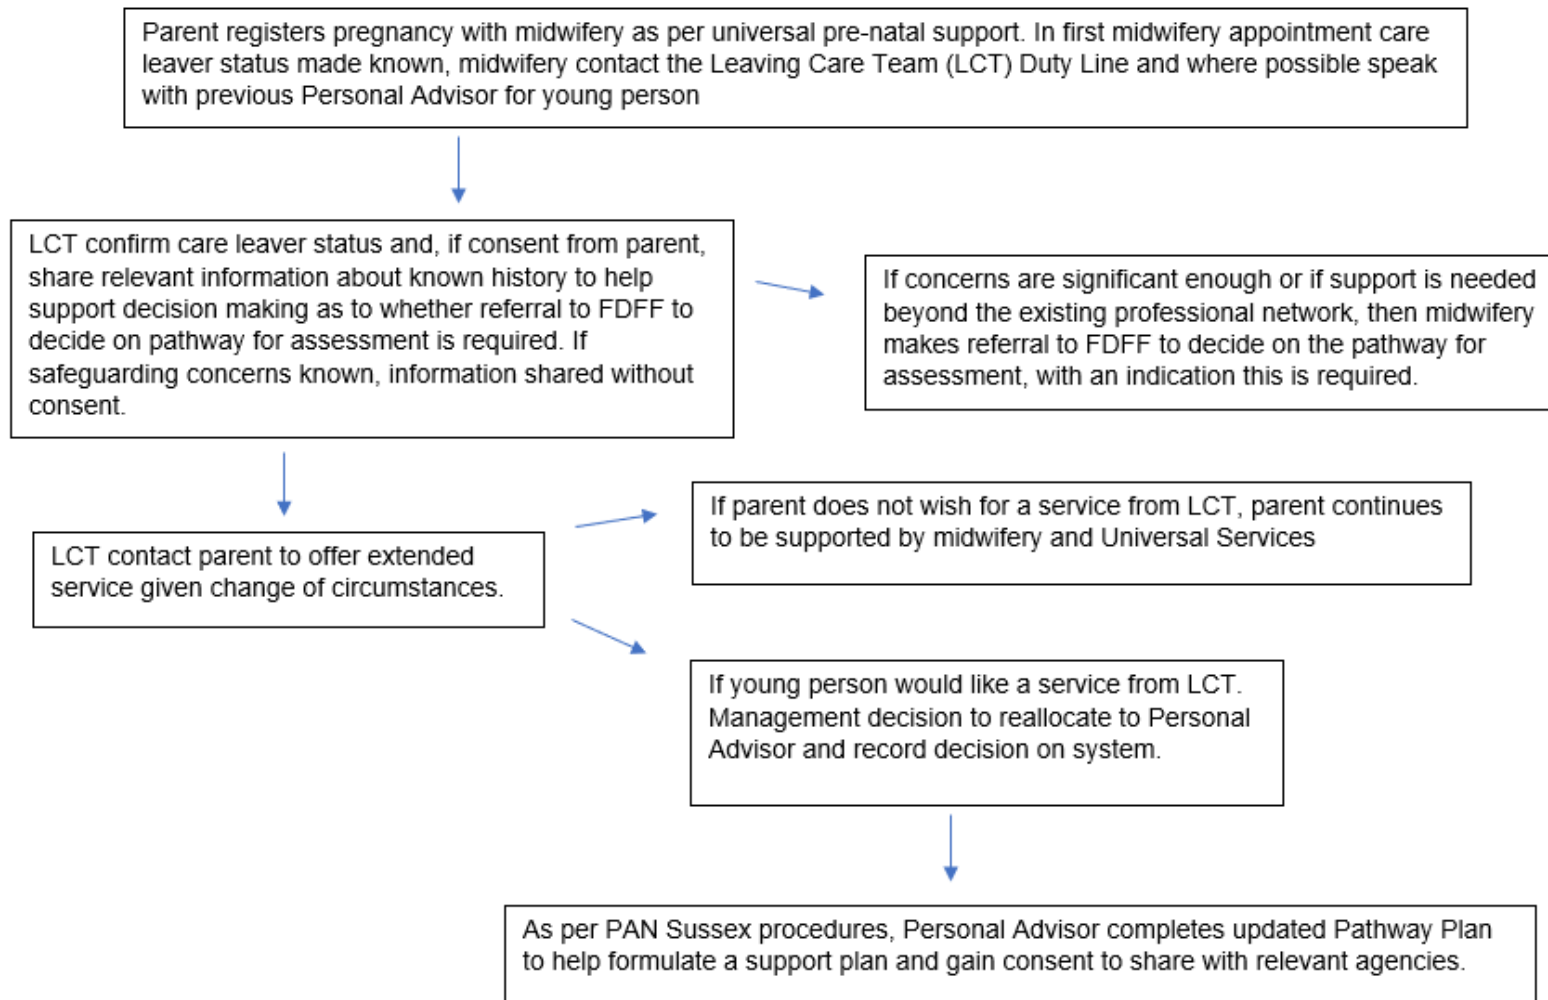 Parent registers pregnancy with midwifery as per universal pre-natal support. In first midwifery appointment care
leaver status made known, midwifery contact the Leaving Care Team (LCT) Duty Line and where possible speak
with previous Personal Advisor for young person
LCT confirm care leaver status and, if consent from parent,
share relevant information about known history to help
support decision making as to whether referral to FDFF to
decide on pathway for assessment is required. If
safeguarding concerns known, information shared without
consent.
If concerns are significant enough or if support is needed
beyond the existing professional network, then midwifery
makes referral to FDFF to decide on the pathway for
assessment, with an indication this is required.
LCT contact parent to offer extended
service given change of circumstances.
If parent does not wish for a service from LCT, parent continues
to be supported by midwifery and Universal Services
If young person would like a service from LCT.
Management decision to reallocate to Personal
Advisor and record decision on system.
As per PAN Sussex procedures, Personal Advisor completes updated Pathway Plan
to help formulate a support plan and gain consent to share with relevant agencies.